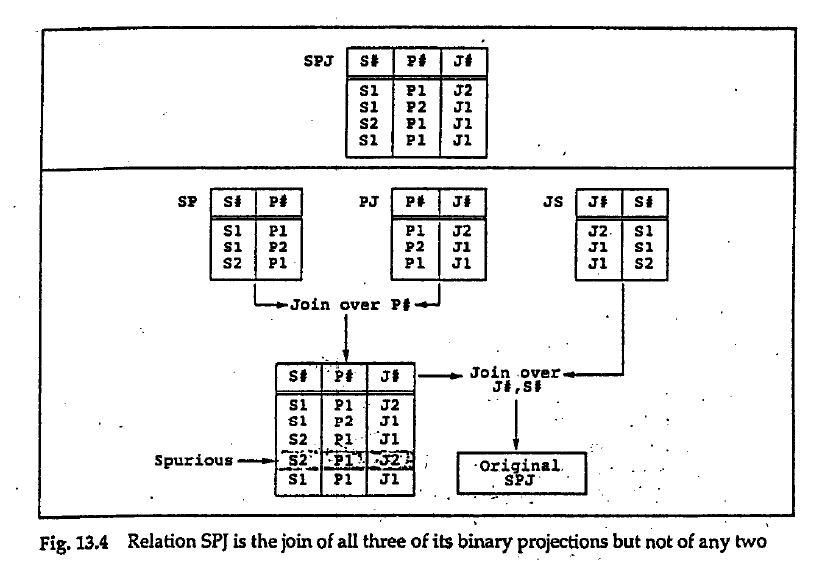 SPJ S# P# J#
S1 P1 J2
S1 P2 J1
S2 P1 J1
S1 P1 J1
SP S# P# PJ P# J# JS J# S#
S1 P1 P1 J2 J2 S1
S1 P2 P2 J1 J1 S1
S2 P1 P1 J1 J1 S2
Join over P#
S# P# J#
Join over
J#,S#
S1 P1 J2
S1 P2 J1
S2 P1 J1
Spurious S2 P1 J2
S1 P1 J1
Original
SPJ
Fig. 13.4 Relation SPJ is the join of all three of its binary projections but not of any two